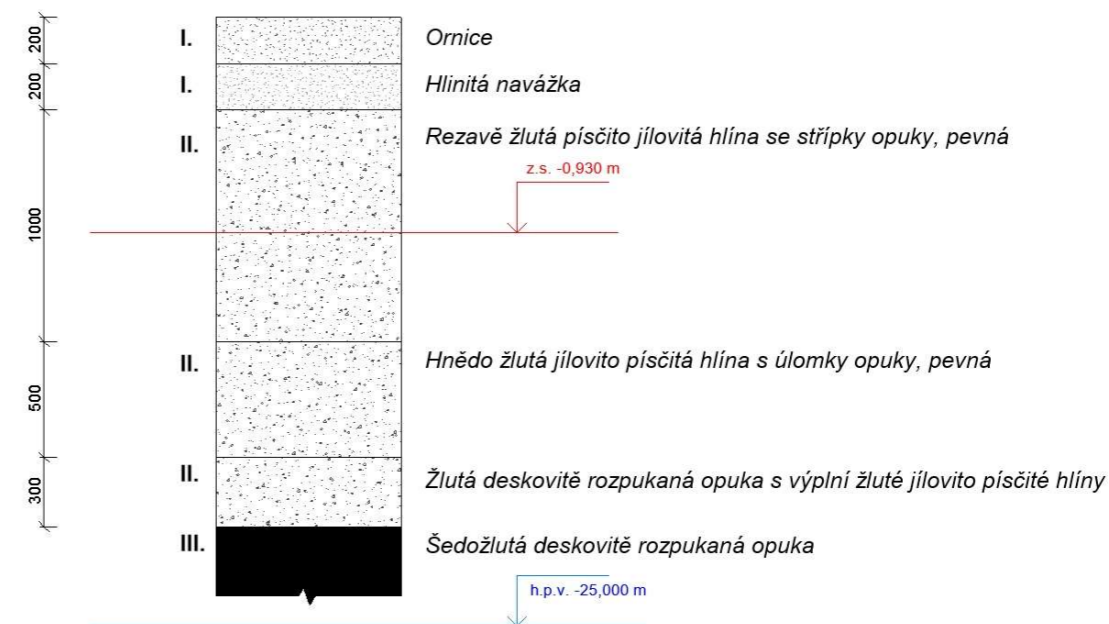 200 I. Ornice
200 I. Hlinitá navážka
1000 II. Rezavě žlutá písčito jílovitá hlína se střípky opuky, pevná
z.s. -0,930 m
500 II. Hnědo žlutá jílovito písčitá hlína s úlomky opuky, pevná
300 II. Žlutá deskovitě rozpukaná opuka s výplní žluté jílovito písčité hlíny
III. Šedožlutá deskovitě rozpukaná opuka
h.p.v. -25,000 m